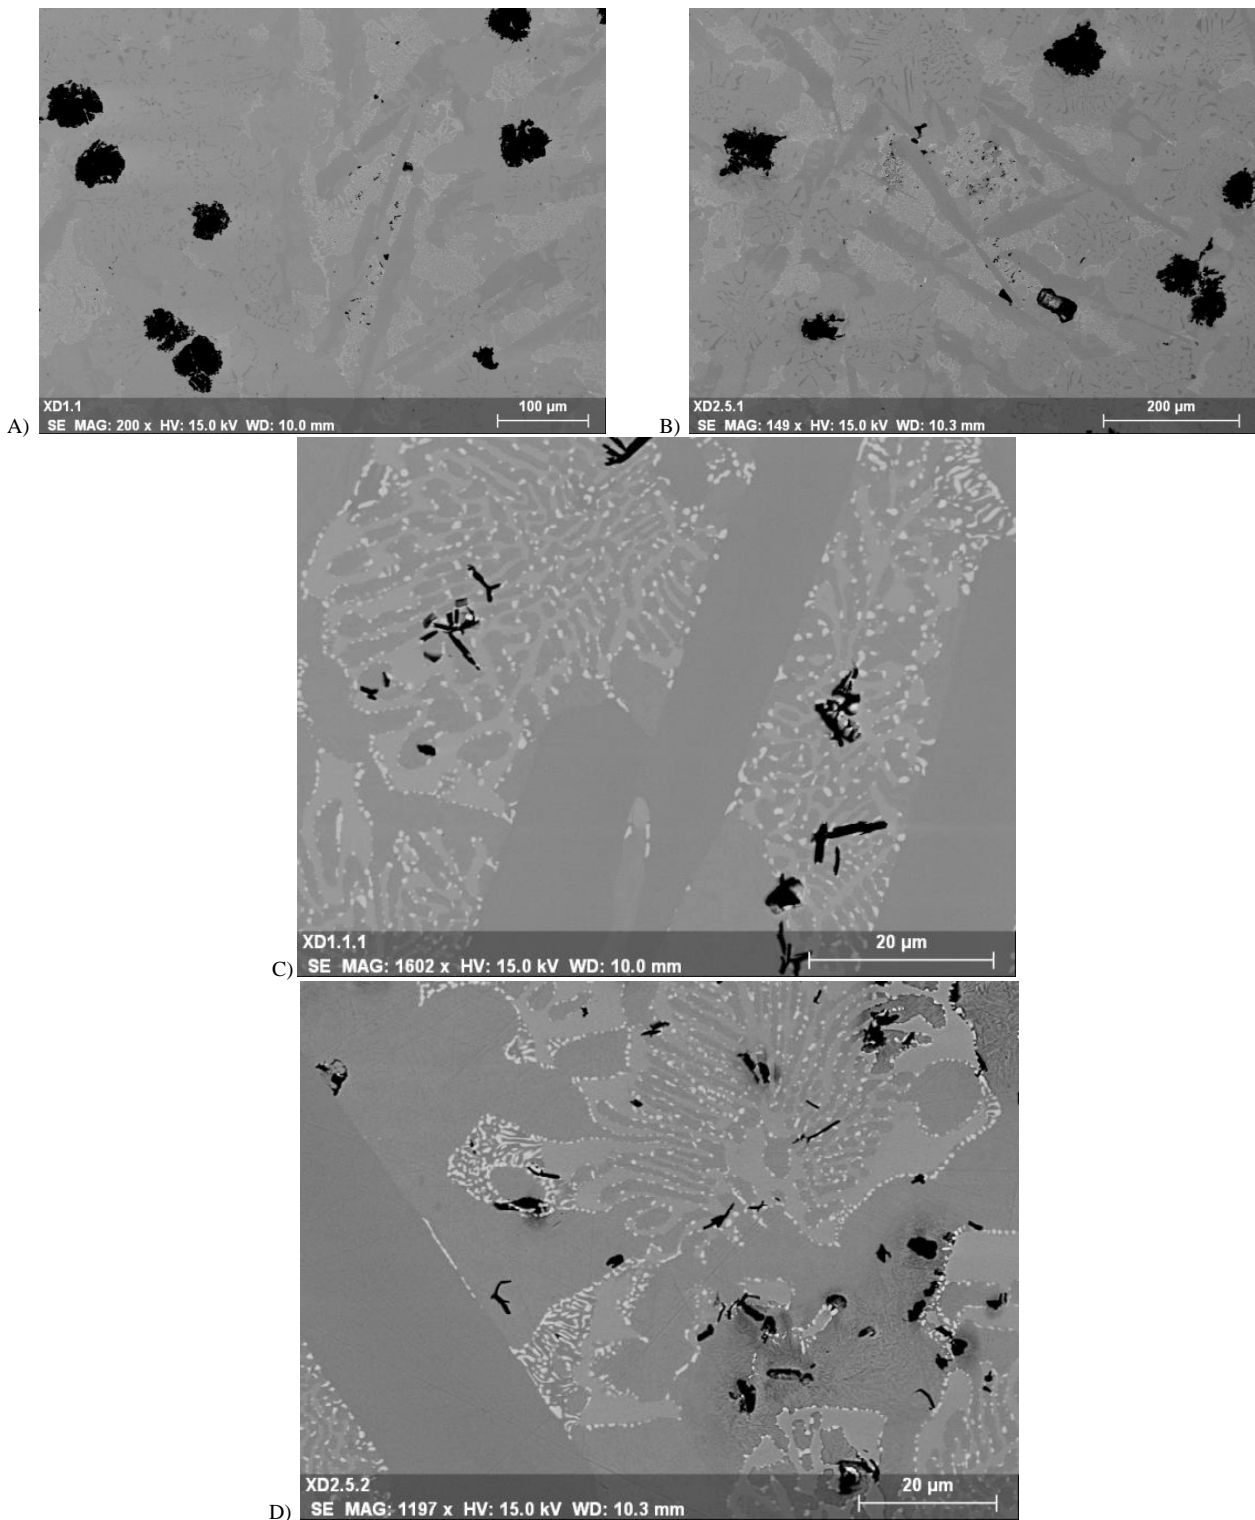 XD1.1
100 µm
SE MAG: 200 x HV: 15.0 kV WD: 10.0 mm
A)
XD2.5.1
200 µm
SE MAG: 149 x HV: 15.0 kV WD: 10.3 mm
B)
XD1.1.1
20 µm
SE MAG: 1602 x HV: 15.0 kV WD: 10.0 mm
C)
XD2.5.2
20 µm
SE MAG: 1197 x HV: 15.0 kV WD: 10.3 mm
D)